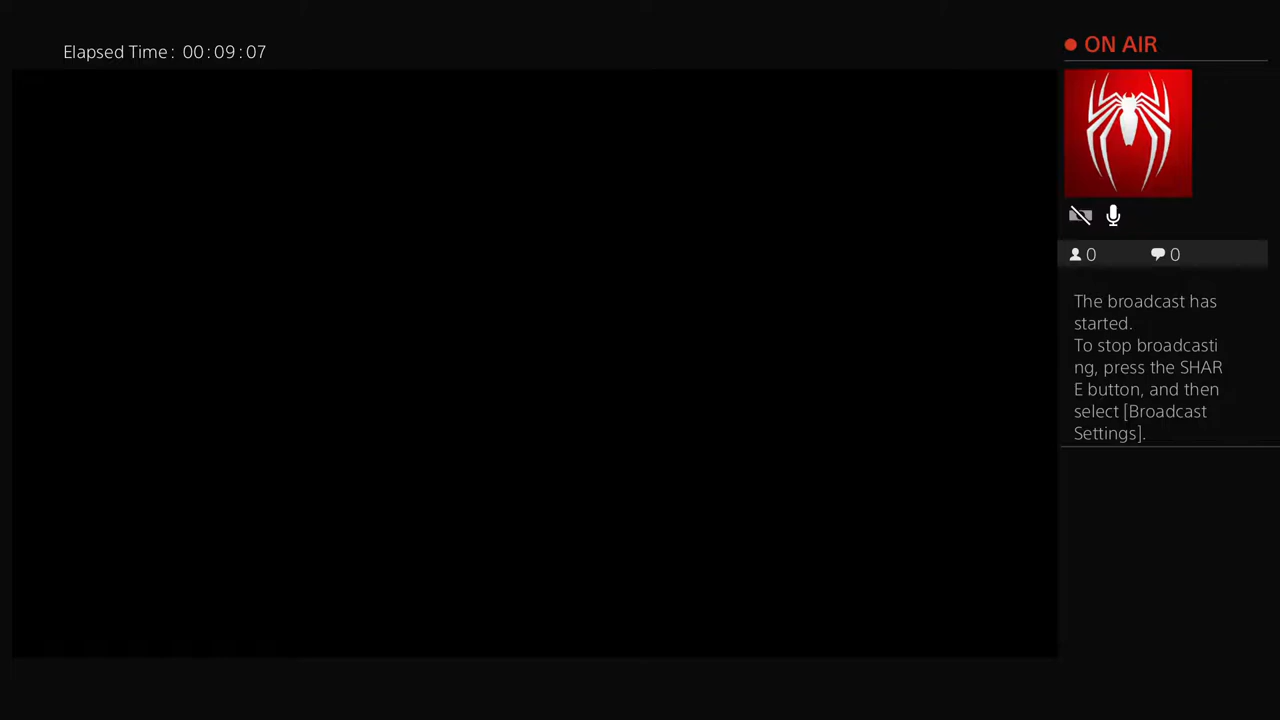 Elapsed Time: 00:09:07
ON AIR
0 0
The broadcast has
started.
To stop broadcasti
ng, press the SHAR
E button, and then
select [Broadcast
Settings].